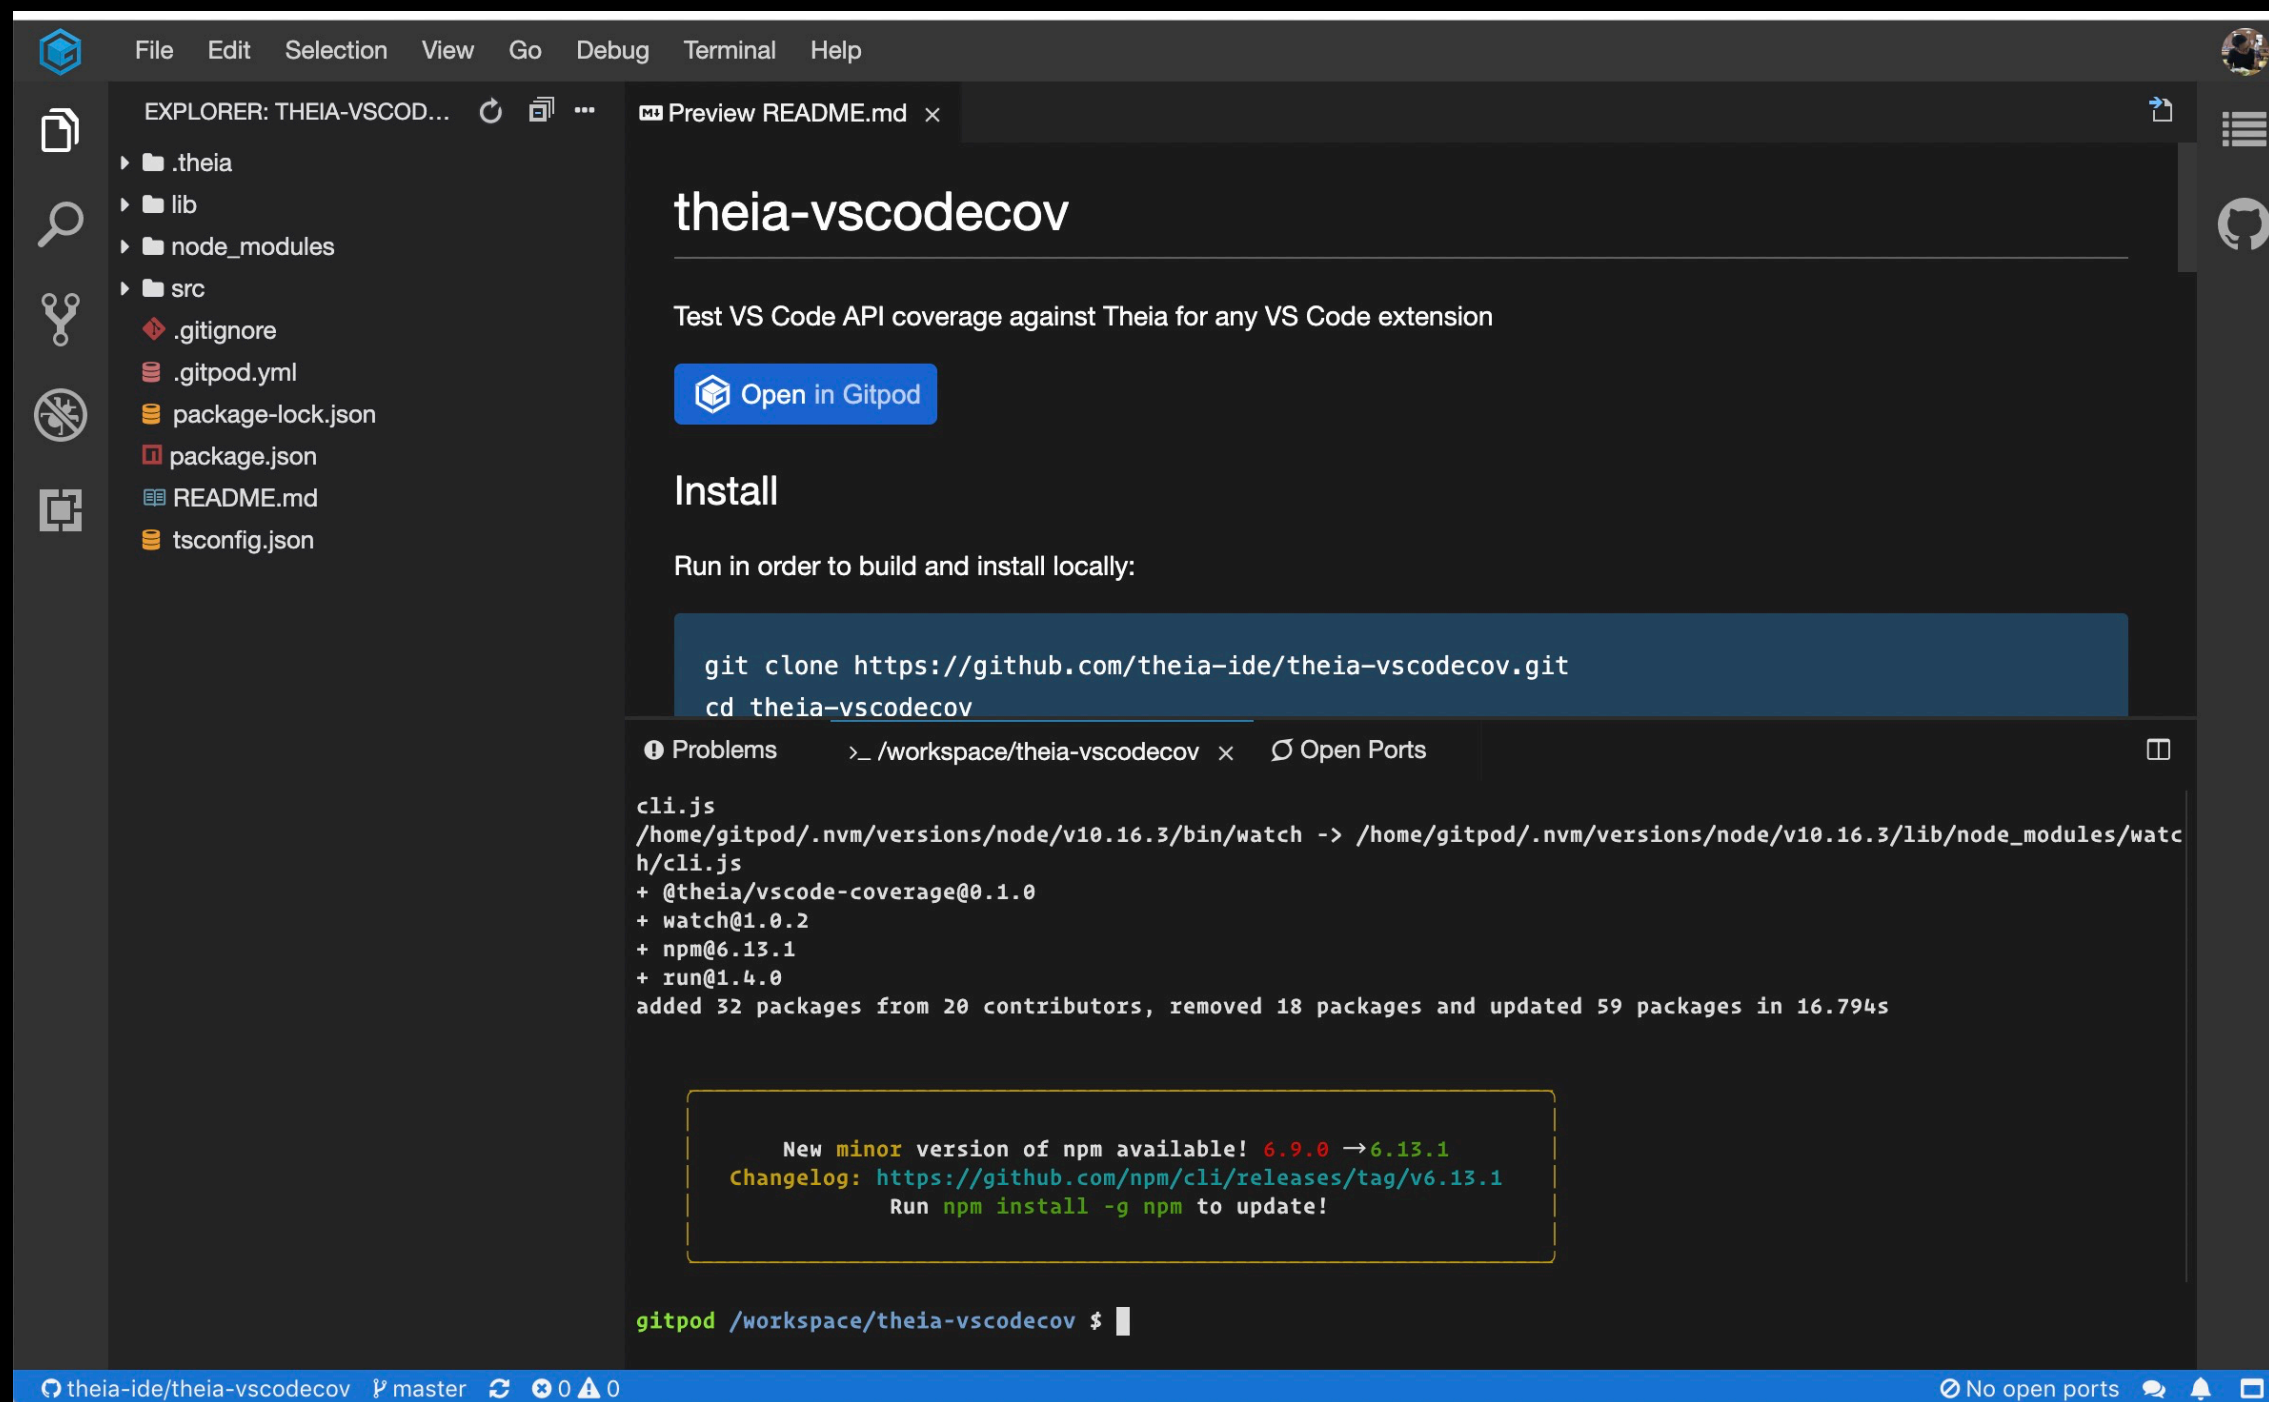 File Edit Selection View Go Debug Terminal Help
EXPLORER: THEIA-VSCOD...
.theia
lib
node_modules
src
.gitignore
.gitpod.yml
package-lock.json
package.json
README.md
tsconfig.json
Preview README.md
theia-vscodecov
Test VS Code API coverage against Theia for any VS Code extension
Open in Gitpod
Install
Run in order to build and install locally:
git clone https://github.com/theia-ide/theia-vscodecov.git
cd theia-vscodecov
Problems >_ /workspace/theia-vscodecov × Open Ports
cli.js
/home/gitpod/.nvm/versions/node/v10.16.3/bin/watch -> /home/gitpod/.nvm/versions/node/v10.16.3/lib/node_modules/watc
h/cli.js
+ @theia/vscode-coverage@0.1.0
+ watch@1.0.2
+ npm@6.13.1
+ run@1.4.0
added 32 packages from 20 contributors, removed 18 packages and updated 59 packages in 16.794s
New minor version of npm available! 6.9.0 →6.13.1
Changelog: https://github.com/npm/cli/releases/tag/v6.13.1
Run npm install -g npm to update!
gitpod /workspace/theia-vscodecov $
theia-ide/theia-vscodecov master 0 0 No open ports